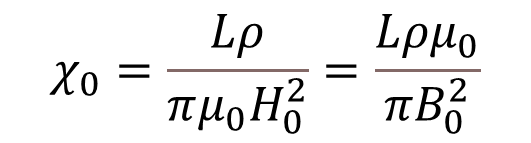 χ₀ = Lρ / πμ₀H₀² = Lρμ₀ / πB₀²